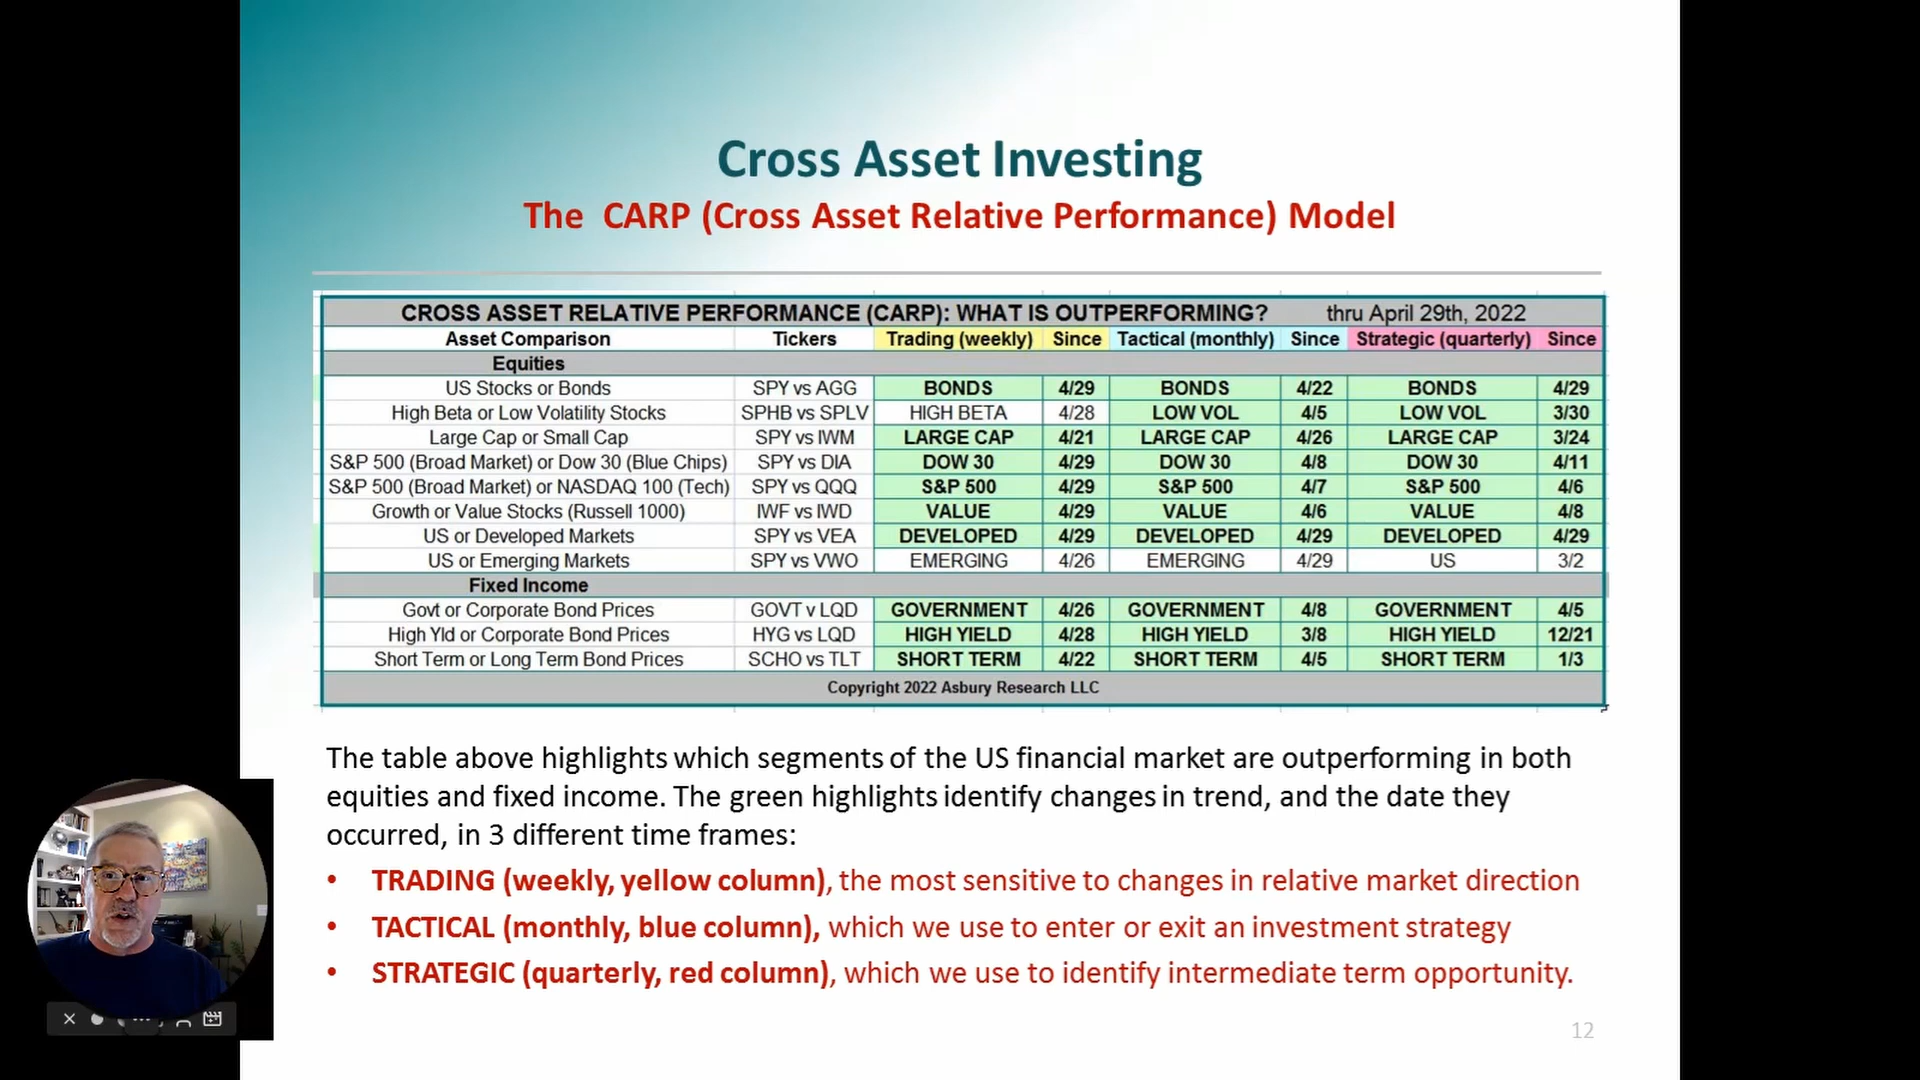 Cross Asset Investing
The CARP (Cross Asset Relative Performance) Model
CROSS ASSET RELATIVE PERFORMANCE (CARP): WHAT IS OUTPERFORMING? thru April 29th, 2022
Asset Comparison Tickers Trading (weekly) Since Tactical (monthly) Since Strategic (quarterly) Since
Equities
US Stocks or Bonds SPY vs AGG BONDS 4/29 BONDS 4/22 BONDS 4/29
High Beta or Low Volatility Stocks SPHB vs SPLV HIGH BETA 4/28 LOW VOL 4/5 LOW VOL 3/30
Large Cap or Small Cap SPY vs IWM LARGE CAP 4/21 LARGE CAP 4/26 LARGE CAP 3/24
S&P 500 (Broad Market) or Dow 30 (Blue Chips) SPY vs DIA DOW 30 4/29 DOW 30 4/8 DOW 30 4/11
S&P 500 (Broad Market) or NASDAQ 100 (Tech) SPY vs QQQ S&P 500 4/29 S&P 500 4/7 S&P 500 4/6
Growth or Value Stocks (Russell 1000) IWF vs IWD VALUE 4/29 VALUE 4/6 VALUE 4/8
US or Developed Markets SPY vs VEA DEVELOPED 4/29 DEVELOPED 4/29 DEVELOPED 4/29
US or Emerging Markets SPY vs VWO EMERGING 4/26 EMERGING 4/29 US 3/2
Fixed Income
Govt or Corporate Bond Prices GOVT v LQD GOVERNMENT 4/26 GOVERNMENT 4/8 GOVERNMENT 4/5
High Yld or Corporate Bond Prices HYG vs LQD HIGH YIELD 4/28 HIGH YIELD 3/8 HIGH YIELD 12/21
Short Term or Long Term Bond Prices SCHO vs TLT SHORT TERM 4/22 SHORT TERM 4/5 SHORT TERM 1/3
Copyright 2022 Asbury Research LLC
The table above highlights which segments of the US financial market are outperforming in both
equities and fixed income. The green highlights identify changes in trend, and the date they
occurred, in 3 different time frames:
• TRADING (weekly, yellow column), the most sensitive to changes in relative market direction
• TACTICAL (monthly, blue column), which we use to enter or exit an investment strategy
• STRATEGIC (quarterly, red column), which we use to identify intermediate term opportunity.
12